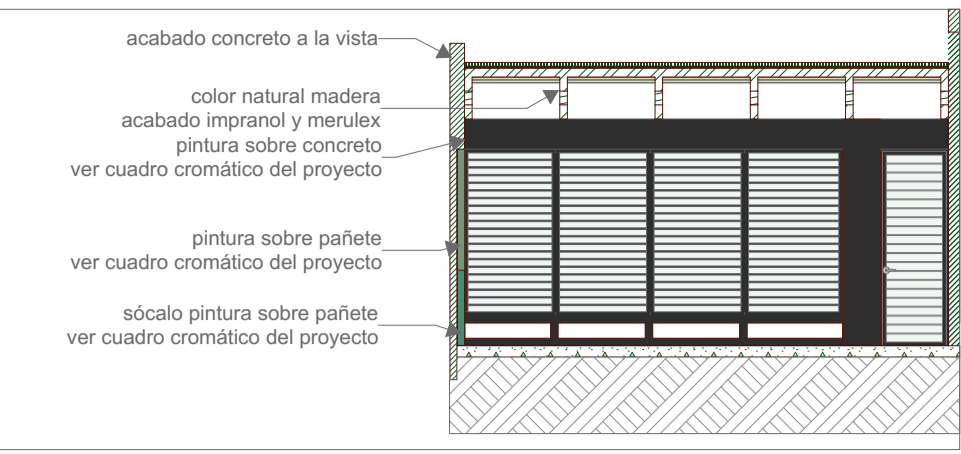 acabado concreto a la vista
color natural madera
acabado impranol y merulex
pintura sobre concreto
ver cuadro cromático del proyecto
pintura sobre pañete
ver cuadro cromático del proyecto
sócalo pintura sobre pañete
ver cuadro cromático del proyecto